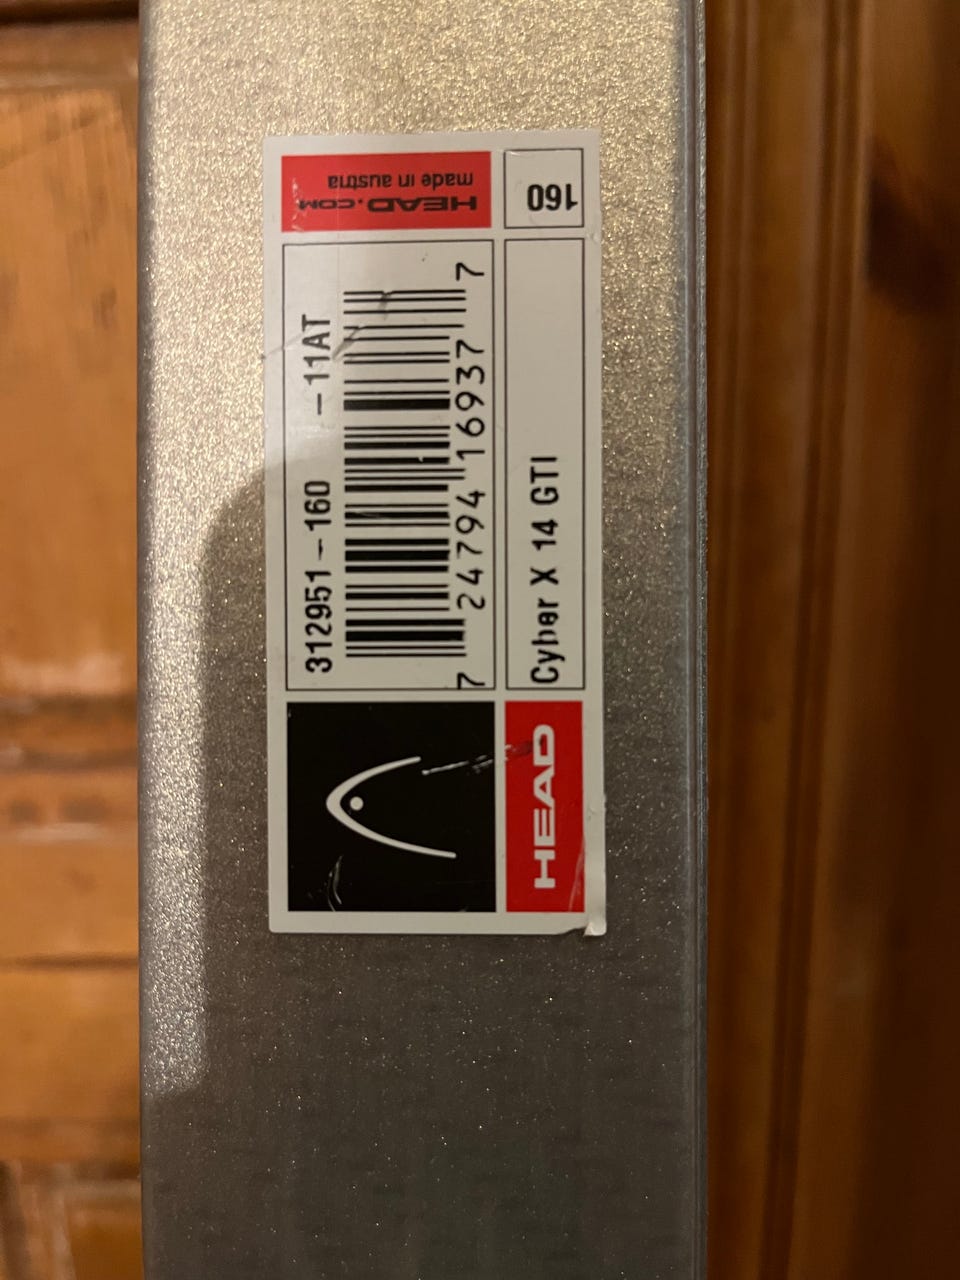 HEAD.COM
made in austria
160
312951-160 -11AT
7 24794 16937 7
Cyber X 14 GTI
HEAD